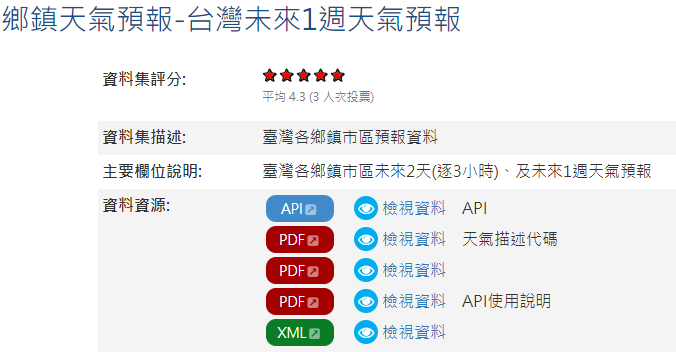 鄉鎮天氣預報-台灣未來1週天氣預報
資料集評分:
平均 4.3 (3 人次投票)
資料集描述: 臺灣各鄉鎮市區預報資料
主要欄位說明: 臺灣各鄉鎮市區未來2天(逐3小時)、及未來1週天氣預報
資料資源: API 檢視資料 API
PDF 檢視資料 天氣描述代碼
PDF 檢視資料
PDF 檢視資料 API使用說明
XML 檢視資料